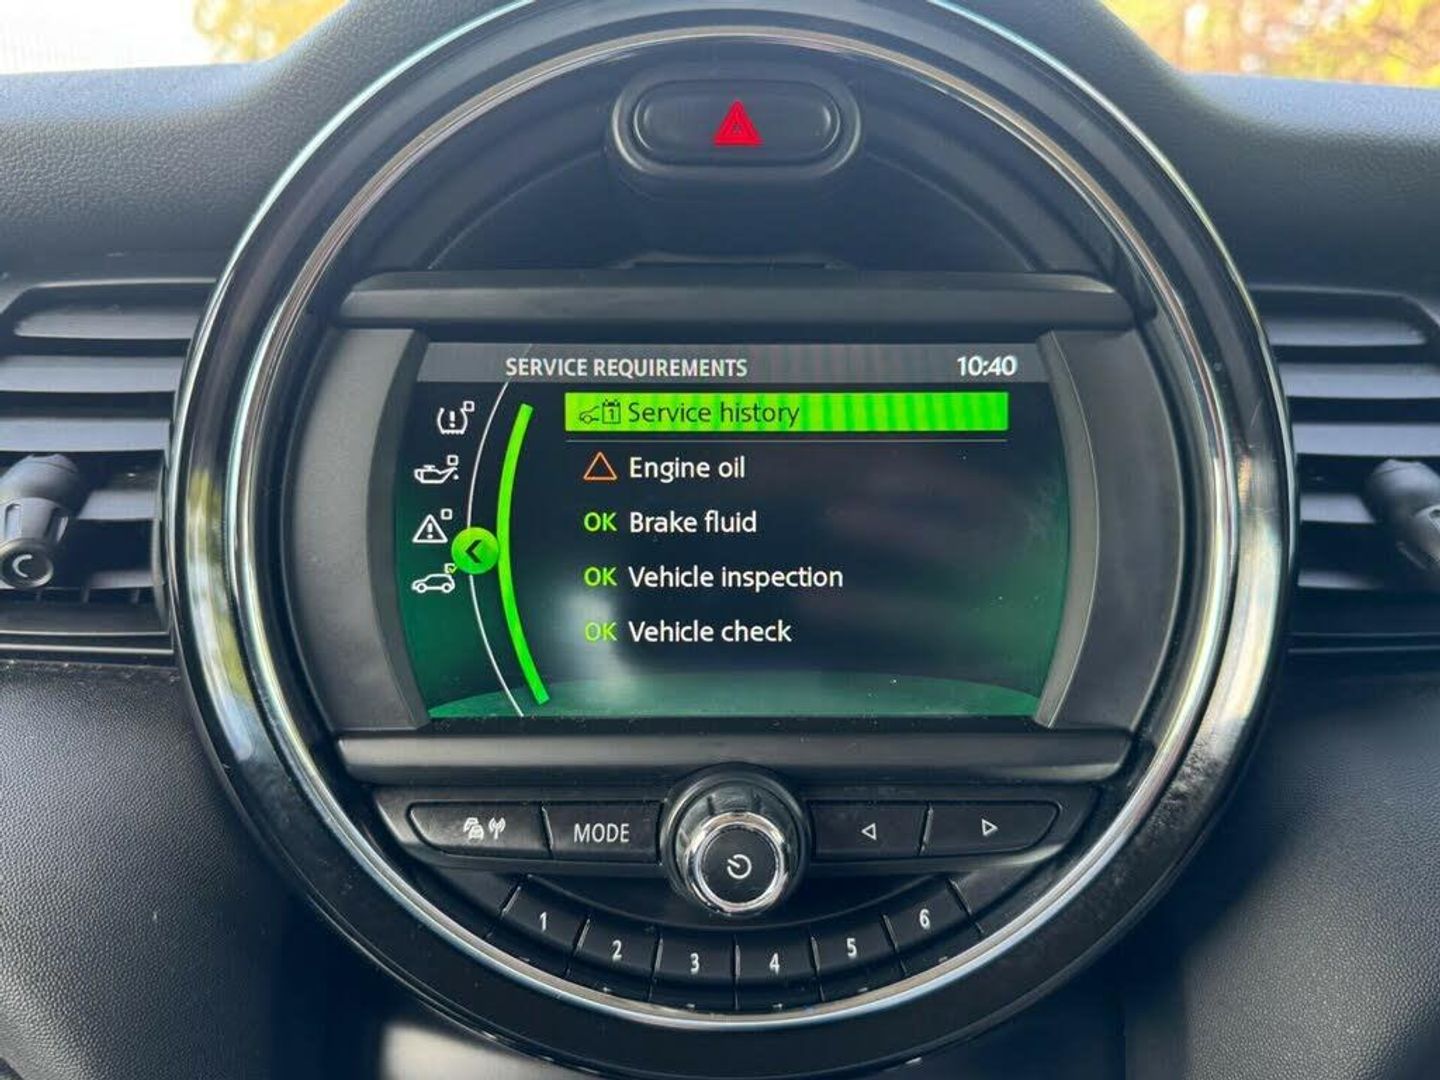 SERVICE REQUIREMENTS 10:40
1 Service history
Engine oil
OK Brake fluid
OK Vehicle inspection
OK Vehicle check
MODE
1 2 3 4 5 6